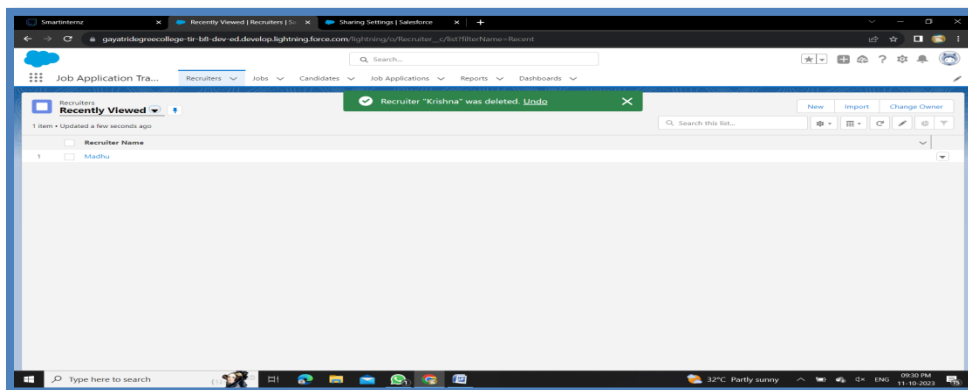 Smartinternz
Recently Viewed | Recruiters | Sa
Sharing Settings | Salesforce
gayatridegreecollege-tir-b8-dev-ed.develop.lightning.force.com/lightning/o/Recruiter__c/list?filterName=Recent
Search...
Job Application Tra... Recruiters Jobs Candidates Job Applications Reports Dashboards
Recruiter "Krishna" was deleted. Undo
Recruiters
Recently Viewed
New Import Change Owner
1 item • Updated a few seconds ago
Search this list...
Recruiter Name
1 Madhu
Type here to search
32°C Partly sunny ENG
09:30 PM
11-10-2023